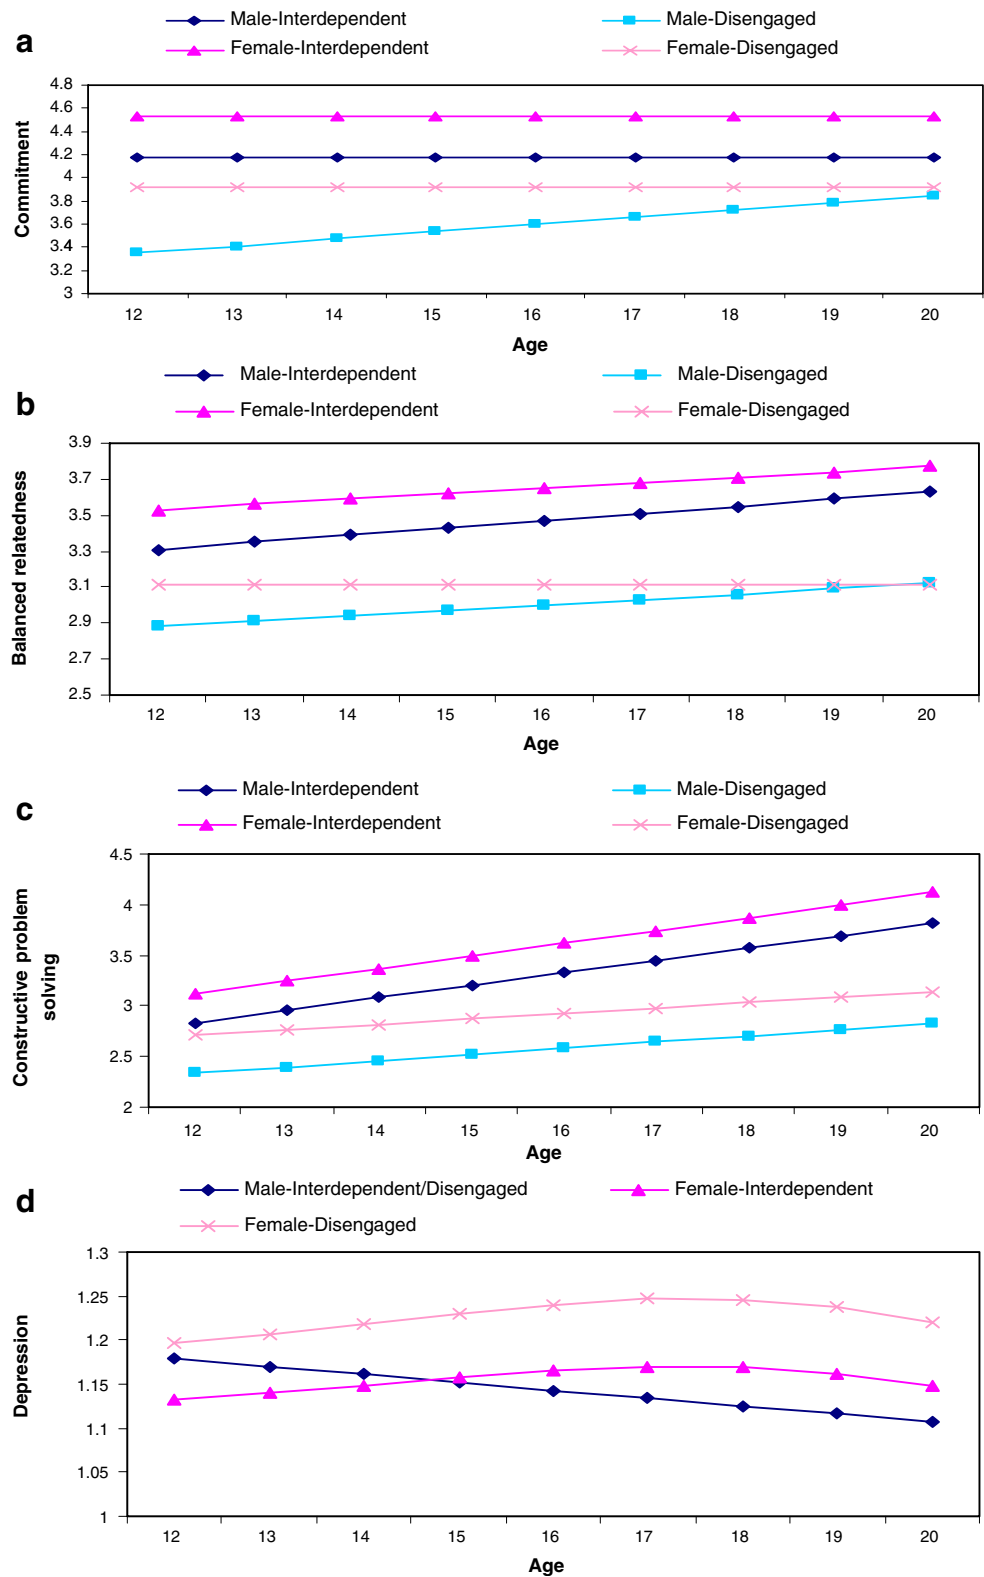 a
Male-Interdependent Male-Disengaged
Female-Interdependent Female-Disengaged
Commitment
4.8
4.6
4.4
4.2
4
3.8
3.6
3.4
3.2
3
12 13 14 15 16 17 18 19 20
Age
b
Male-Interdependent Male-Disengaged
Female-Interdependent Female-Disengaged
Balanced relatedness
3.9
3.7
3.5
3.3
3.1
2.9
2.7
2.5
12 13 14 15 16 17 18 19 20
Age
c
Male-Interdependent Male-Disengaged
Female-Interdependent Female-Disengaged
Constructive problem
solving
4.5
4
3.5
3
2.5
2
12 13 14 15 16 17 18 19 20
Age
d
Male-Interdependent/Disengaged Female-Interdependent
Female-Disengaged
Depression
1.3
1.25
1.2
1.15
1.1
1.05
1
12 13 14 15 16 17 18 19 20
Age